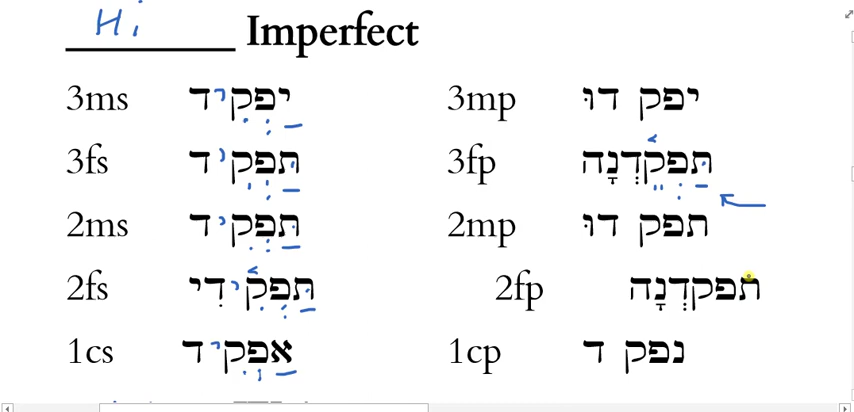 Hi Imperfect
3ms יַפְקִיד 3mp יפק דוּ
3fs תַּפְקִיד 3fp תַּפְקֵדְנָה
2ms תַּפְקִיד 2mp תפק דוּ
2fs תַּפְקִידִי 2fp תפקדְנָה
1cs אַפְקִיד 1cp נפק ד